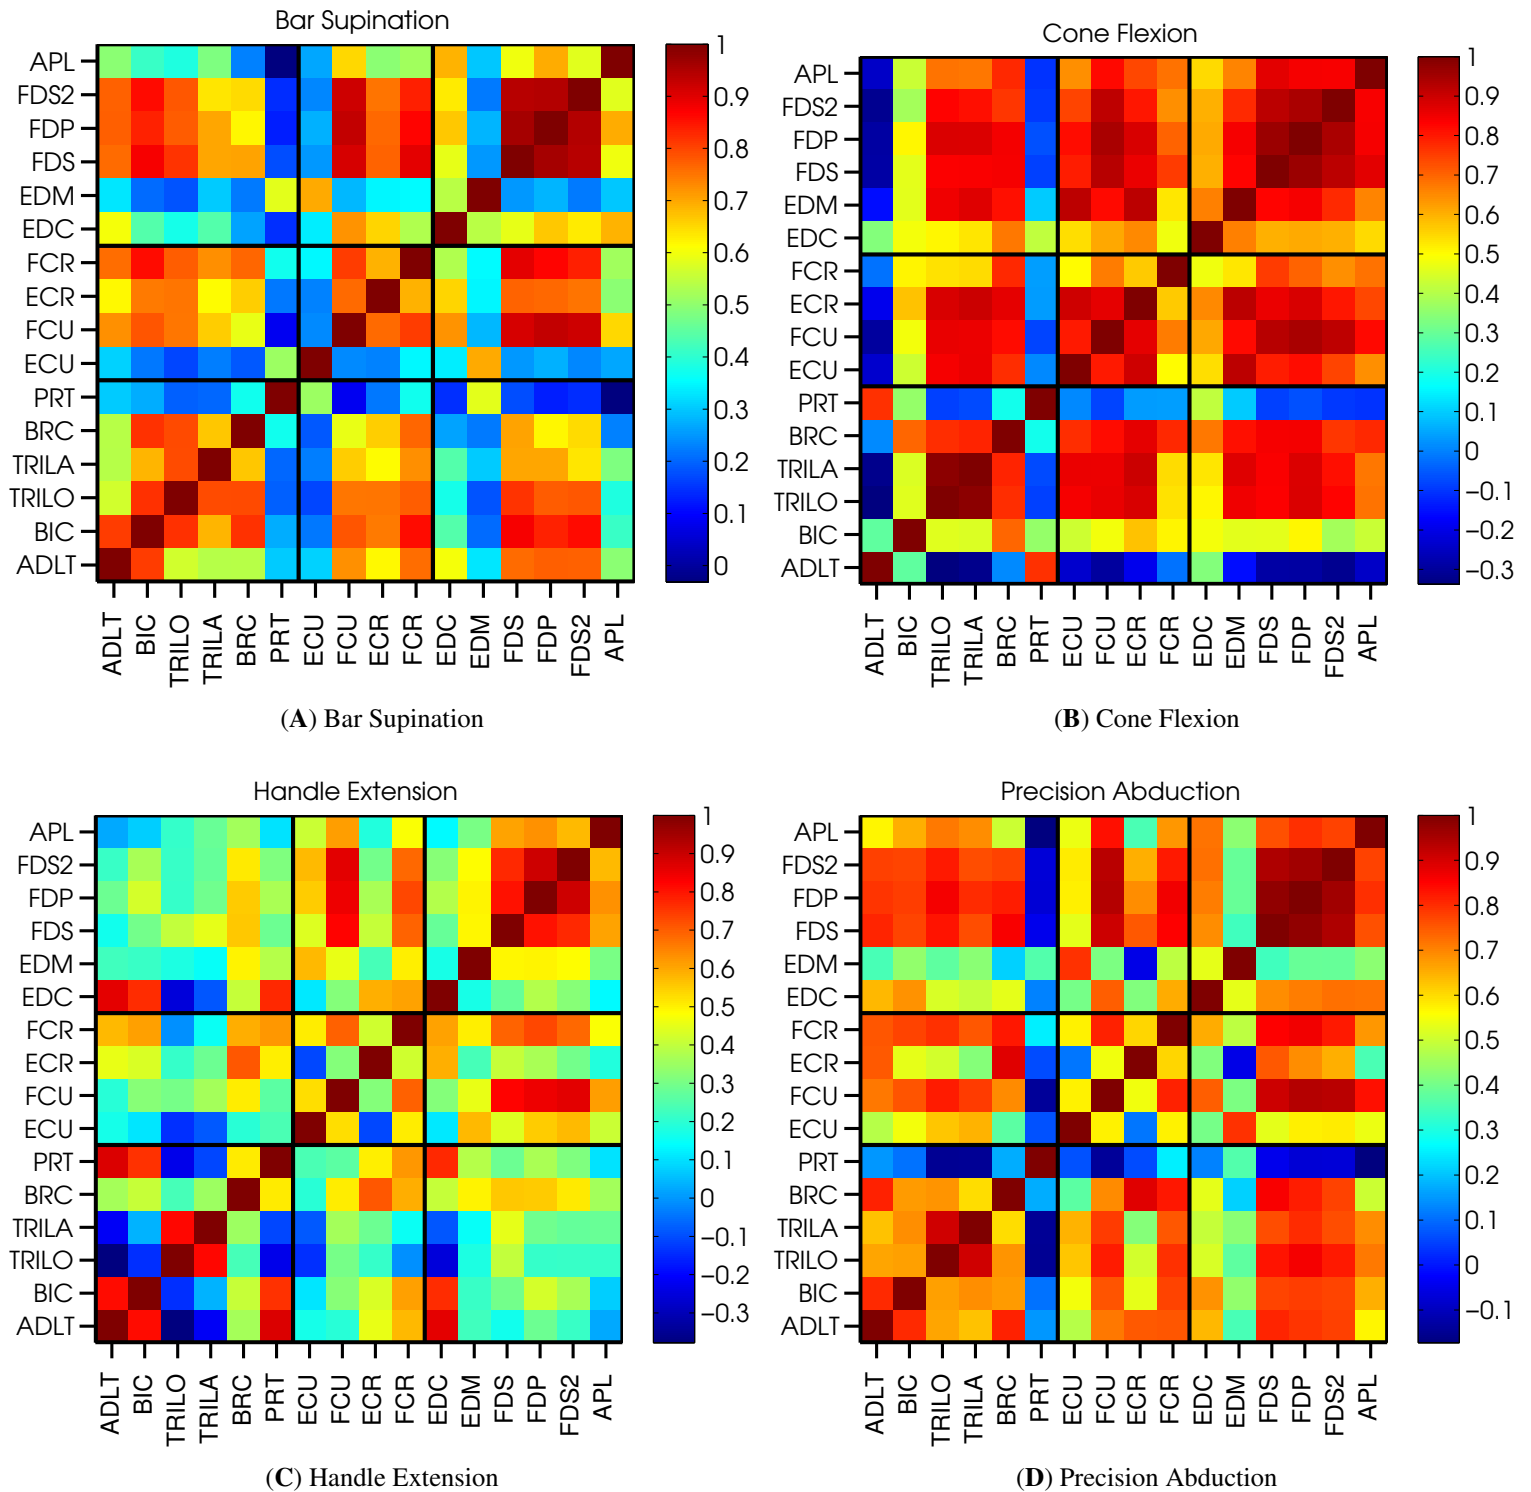 Bar Supination
APL
FDS2
FDP
FDS
EDM
EDC
FCR
ECR
FCU
ECU
PRT
BRC
TRILA
TRILO
BIC
ADLT
ADLT BIC TRILO TRILA BRC PRT ECU FCU ECR FCR EDC EDM FDS FDP FDS2 APL
1
0.9
0.8
0.7
0.6
0.5
0.4
0.3
0.2
0.1
0
(A) Bar Supination
Cone Flexion
APL
FDS2
FDP
FDS
EDM
EDC
FCR
ECR
FCU
ECU
PRT
BRC
TRILA
TRILO
BIC
ADLT
ADLT BIC TRILO TRILA BRC PRT ECU FCU ECR FCR EDC EDM FDS FDP FDS2 APL
1
0.9
0.8
0.7
0.6
0.5
0.4
0.3
0.2
0.1
0
−0.1
−0.2
−0.3
(B) Cone Flexion
Handle Extension
APL
FDS2
FDP
FDS
EDM
EDC
FCR
ECR
FCU
ECU
PRT
BRC
TRILA
TRILO
BIC
ADLT
ADLT BIC TRILO TRILA BRC PRT ECU FCU ECR FCR EDC EDM FDS FDP FDS2 APL
1
0.9
0.8
0.7
0.6
0.5
0.4
0.3
0.2
0.1
0
−0.1
−0.2
−0.3
(C) Handle Extension
Precision Abduction
APL
FDS2
FDP
FDS
EDM
EDC
FCR
ECR
FCU
ECU
PRT
BRC
TRILA
TRILO
BIC
ADLT
ADLT BIC TRILO TRILA BRC PRT ECU FCU ECR FCR EDC EDM FDS FDP FDS2 APL
1
0.9
0.8
0.7
0.6
0.5
0.4
0.3
0.2
0.1
0
−0.1
(D) Precision Abduction